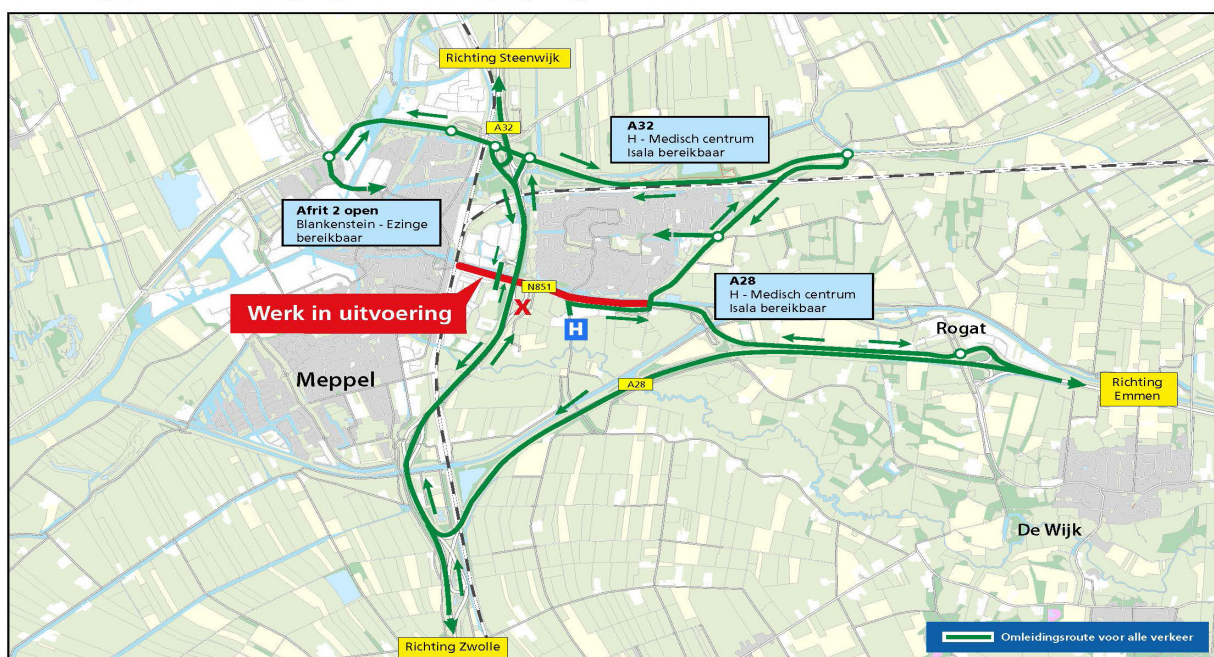 Richting Steenwijk
A32
A32
H - Medisch centrum
Isala bereikbaar
Afrit 2 open
Blankenstein - Ezinge
bereikbaar
A28
H - Medisch centrum
Isala bereikbaar
N851
Werk in uitvoering
X
H
Rogat
Meppel
A28
Richting
Emmen
De Wijk
Richting Zwolle
Omleidingsroute voor alle verkeer